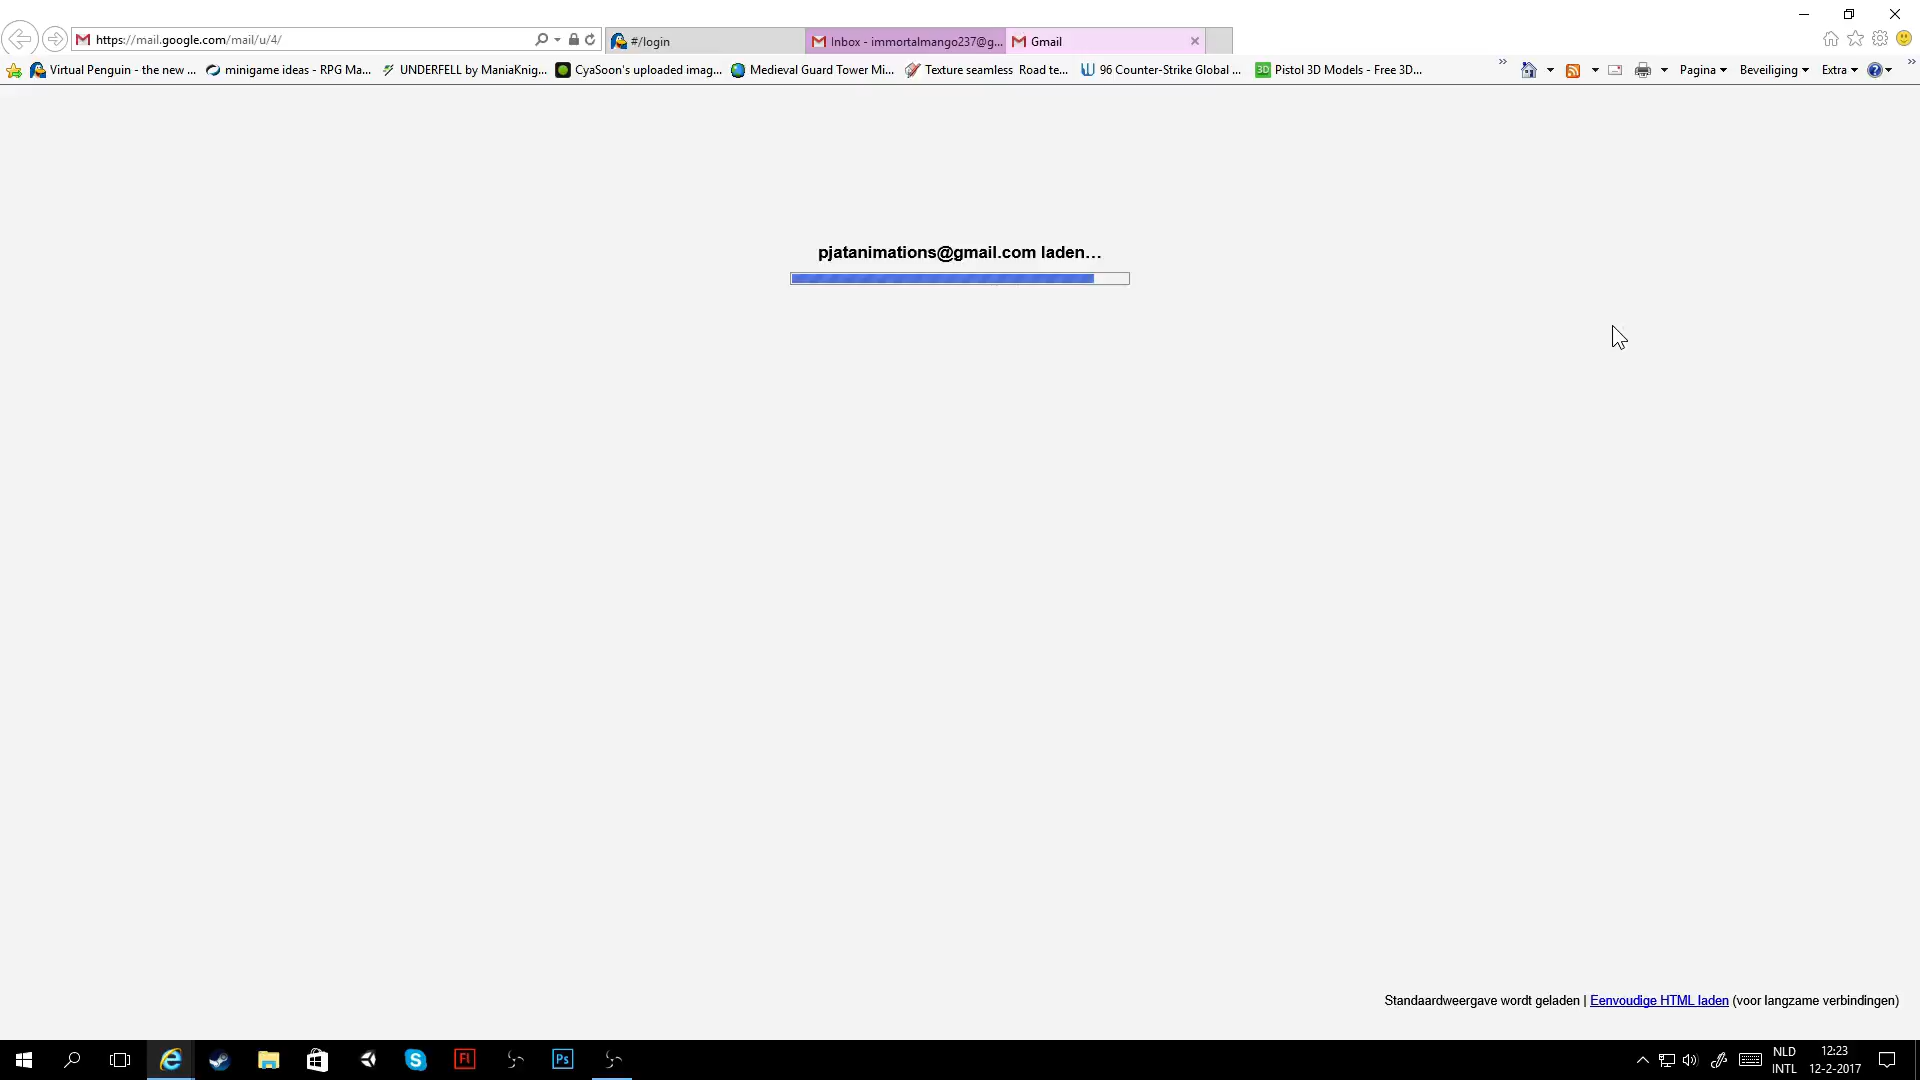 https://mail.google.com/mail/u/4/
#/login
Inbox - immortalmango237@g...
Gmail
Virtual Penguin - the new ...
minigame ideas - RPG Ma...
UNDERFELL by ManiaKnig...
CyaSoon's uploaded imag...
Medieval Guard Tower Mi...
Texture seamless Road te...
96 Counter-Strike Global ...
3D Pistol 3D Models - Free 3D...
Pagina
Beveiliging
Extra
pjatanimations@gmail.com laden...
Standaardweergave wordt geladen | Eenvoudige HTML laden (voor langzame verbindingen)
Fl
Ps
NLD
INTL
12:23
12-2-2017